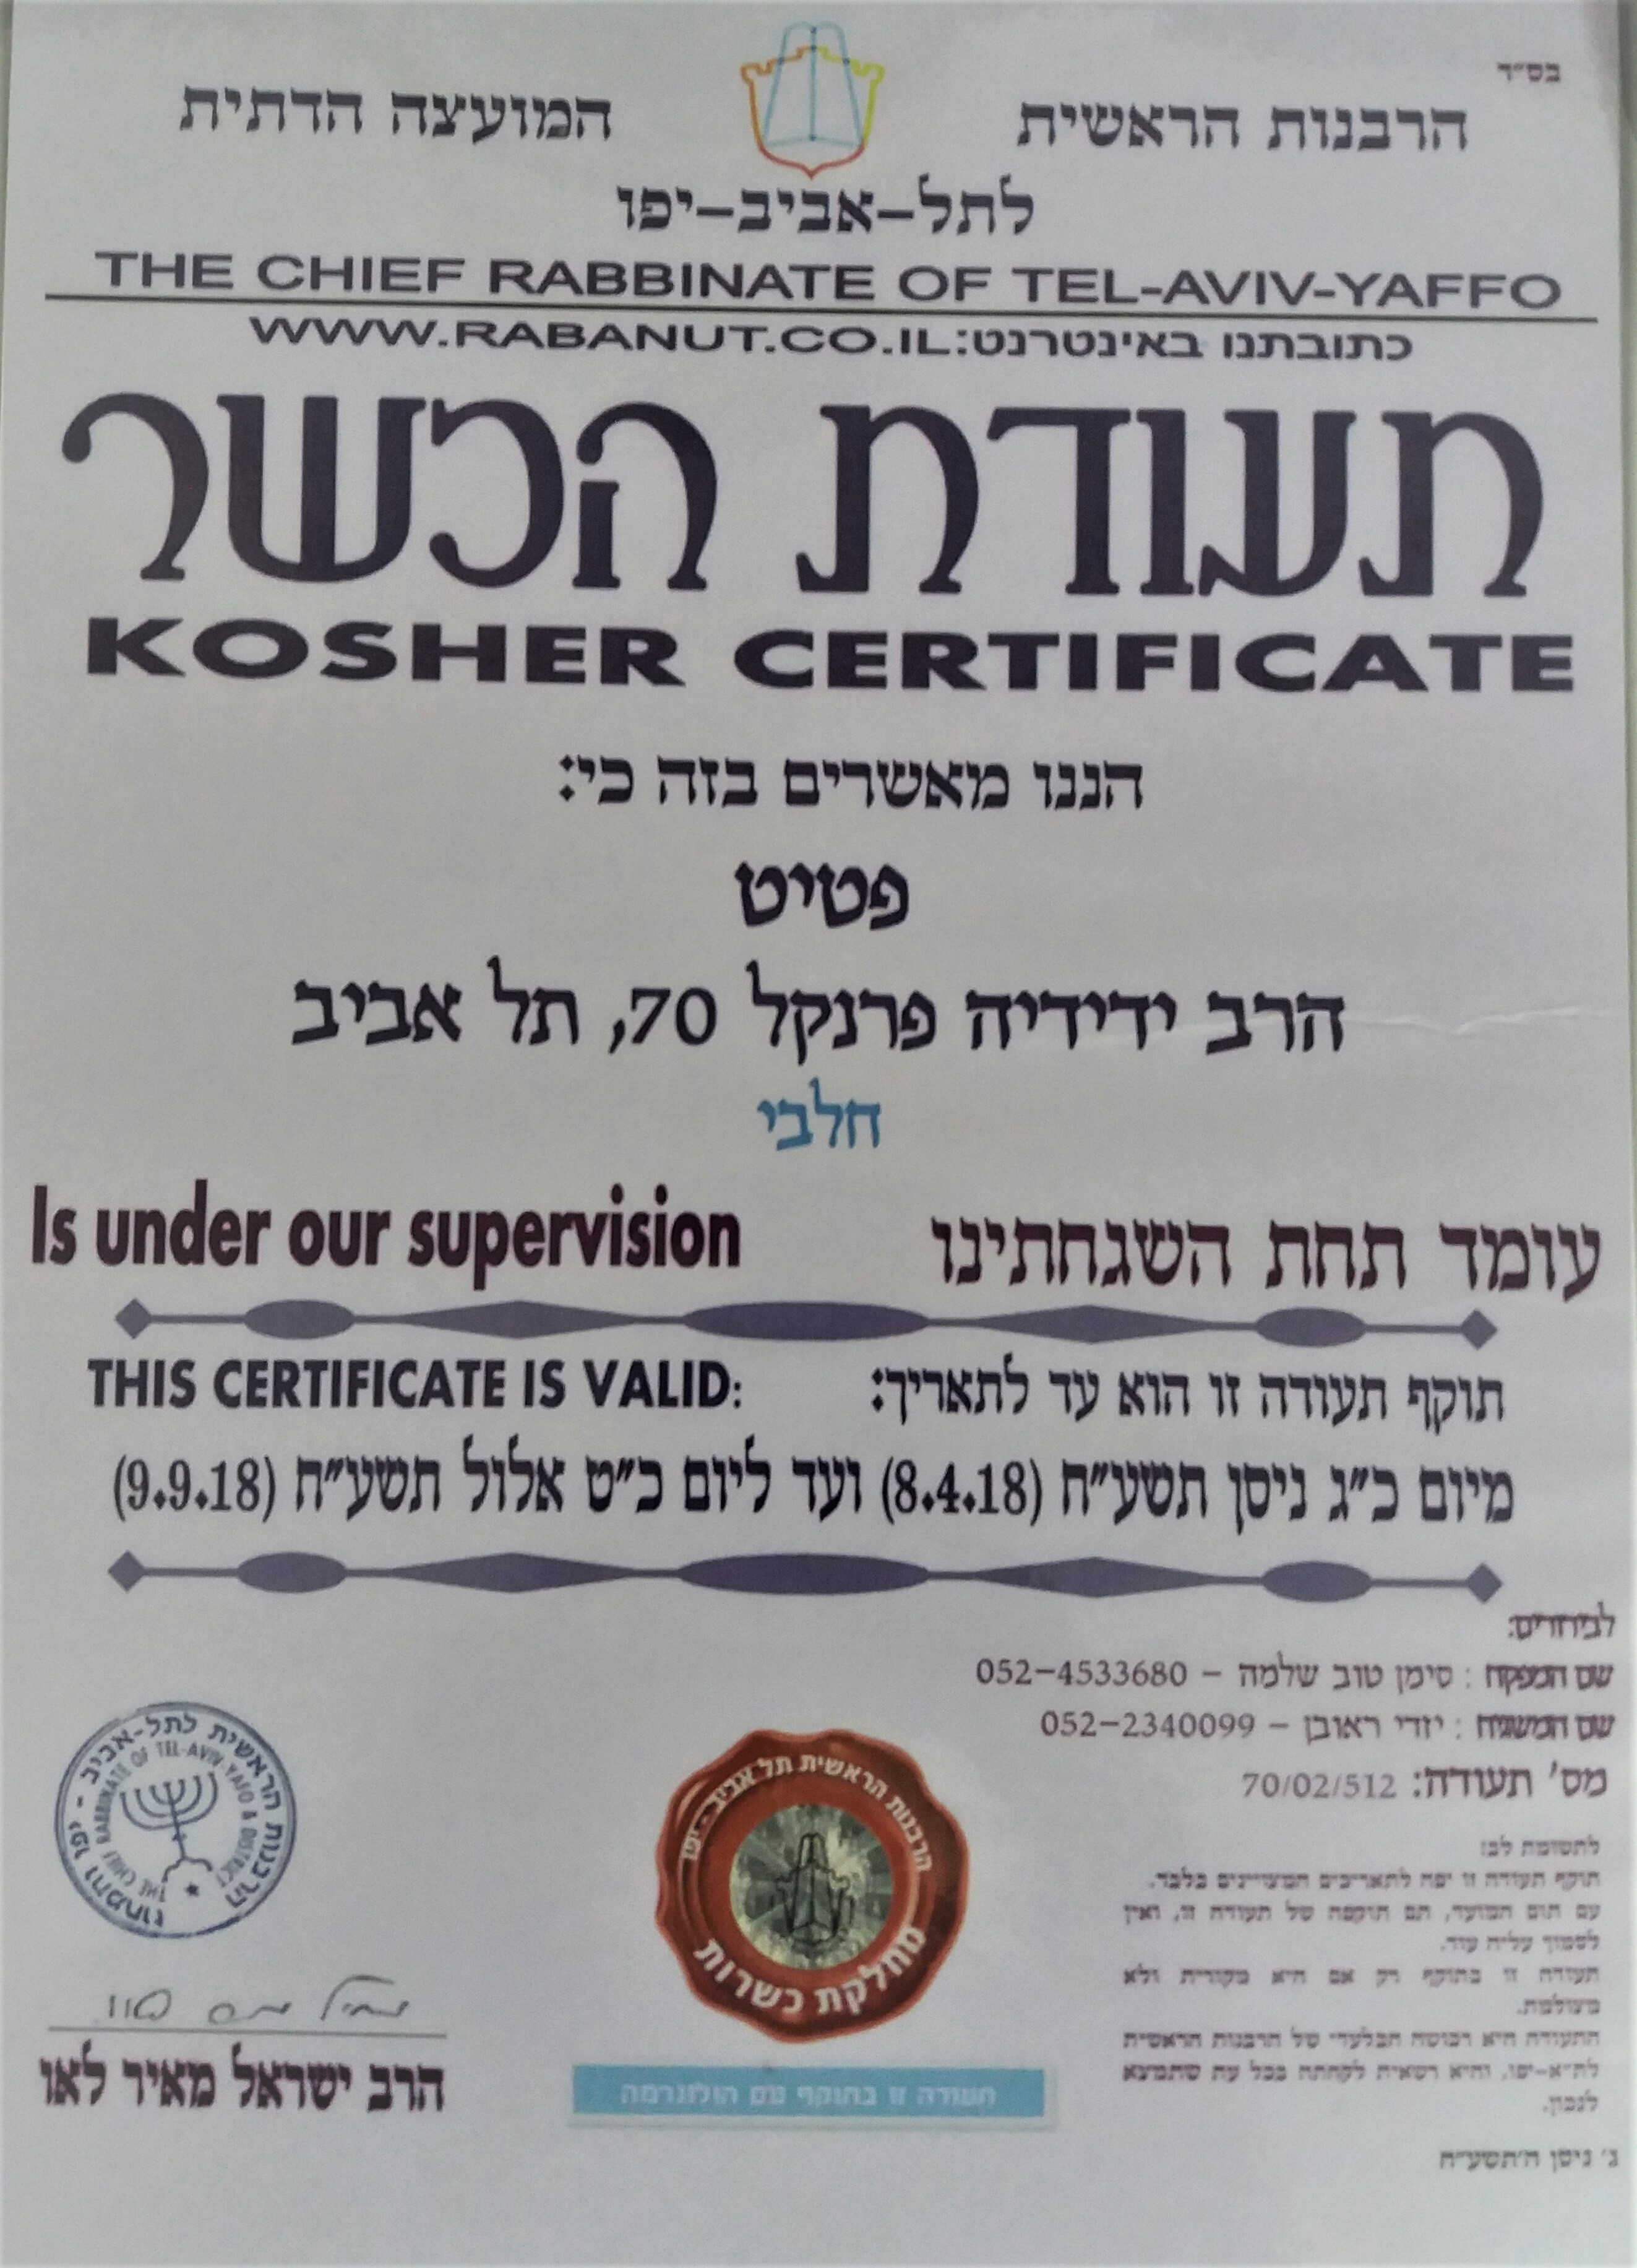 בס״ד
הרבנות הראשית המועצה הדתית
לתל-אביב-יפו
THE CHIEF RABBINATE OF TEL-AVIV-YAFFO
כתובתנו באינטרנט:WWW.RABANUT.CO.IL
תעודת הכשר
KOSHER CERTIFICATE
הננו מאשרים בזה כי:
פטיט
הרב ידידיה פרנקל 70, תל אביב
חלבי
עומד תחת השגחתינו Is under our supervision
תוקף תעודה זו הוא עד לתאריך: THIS CERTIFICATE IS VALID:
מיום כ״ג ניסן תשע״ח (8.4.18) ועד ליום כ״ט אלול תשע״ח (9.9.18)
לבירורים:
שם המפקח : סימן טוב שלמה - 052-4533680
שם המשגיח : יזדי ראובן - 052-2340099
מס' תעודה: 70/02/512
לתשומת לב!
תוקף תעודה זו יפה לתאריכים המצויינים בלבד.
עם תום המועד, תם תוקפה של תעודה זו, ואין
לסמוך עליה עוד.
תעודה זו בתוקף רק אם היא מקורית ולא
מצולמת.
התעודה היא רכושה הבלעדי של הרבנות הראשית
לת״א-יפו, והיא רשאית לקחתה בכל עת שתמצא
לנכון.
ג' ניסן ה'תשע״ח
הרבנות הראשית תל אביב - יפו
מחלקת כשרות
תעודה זו בתוקף עם הולוגרמה
הרבנות הראשית לתל-אביב - יפו והמחוז
THE CHIEF RABBINATE OF TEL-AVIV YAFO & DISTRICT
הרב ישראל מאיר לאו